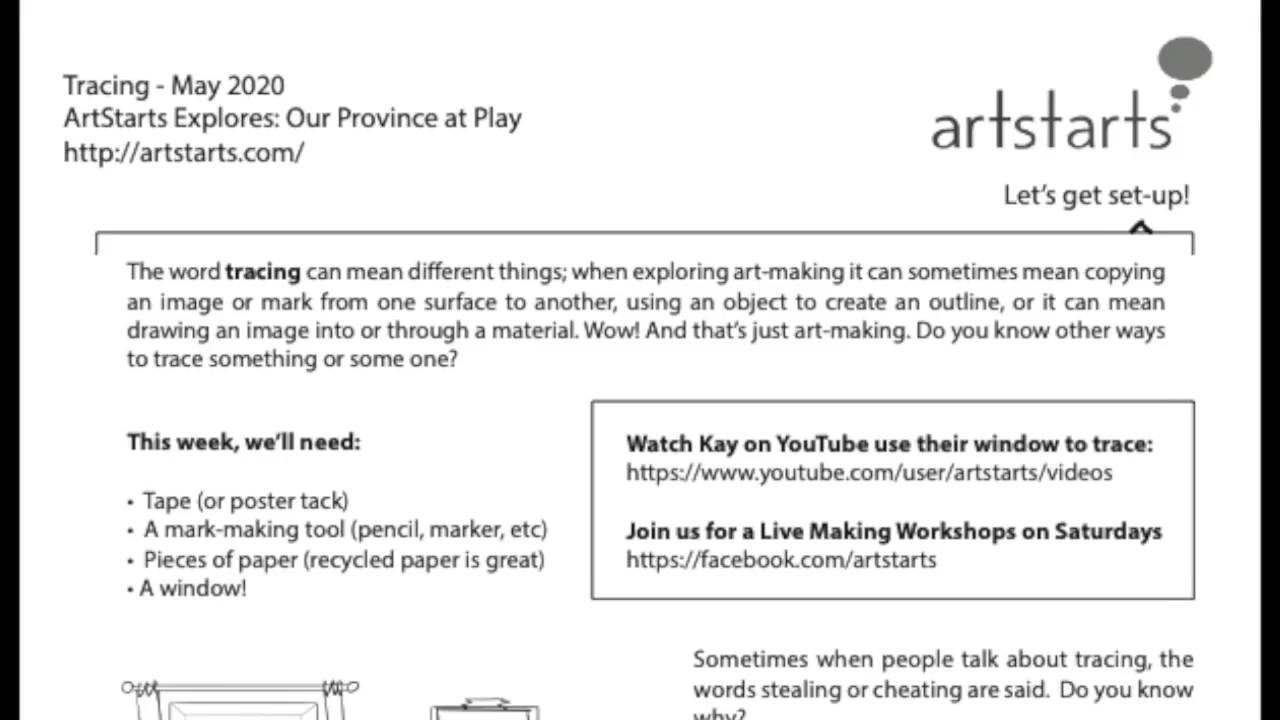 Tracing - May 2020
ArtStarts Explores: Our Province at Play
http://artstarts.com/
artstarts
Let's get set-up!
The word tracing can mean different things; when exploring art-making it can sometimes mean copying
an image or mark from one surface to another, using an object to create an outline, or it can mean
drawing an image into or through a material. Wow! And that's just art-making. Do you know other ways
to trace something or some one?
This week, we'll need:
• Tape (or poster tack)
• A mark-making tool (pencil, marker, etc)
• Pieces of paper (recycled paper is great)
• A window!
Watch Kay on YouTube use their window to trace:
https://www.youtube.com/user/artstarts/videos
Join us for a Live Making Workshops on Saturdays
https://facebook.com/artstarts
Sometimes when people talk about tracing, the
words stealing or cheating are said. Do you know
why?